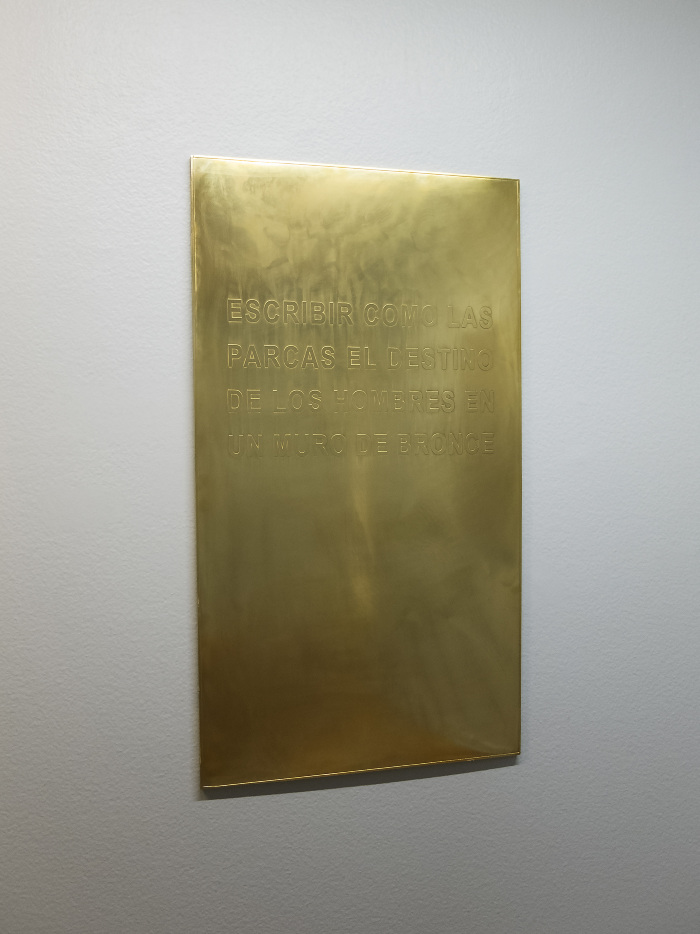 ESCRIBIR COMO LAS
PARCAS EL DESTINO
DE LOS HOMBRES EN
UN MURO DE BRONCE